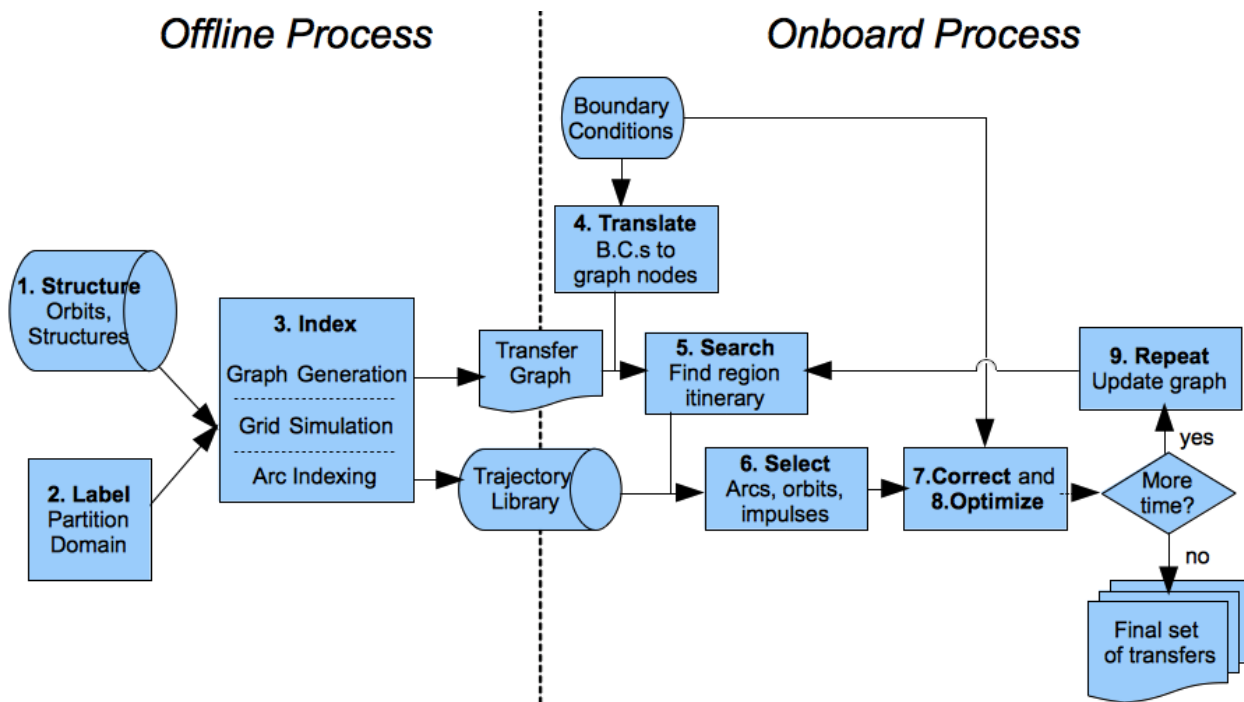 Offline Process
Onboard Process
Boundary
Conditions
4. Translate
B.C.s to
graph nodes
1. Structure
Orbits,
Structures
2. Label
Partition
Domain
3. Index
Graph Generation
Grid Simulation
Arc Indexing
Transfer
Graph
Trajectory
Library
5. Search
Find region
itinerary
6. Select
Arcs, orbits,
impulses
7.Correct and
8.Optimize
9. Repeat
Update graph
yes
More
time?
no
Final set
of transfers